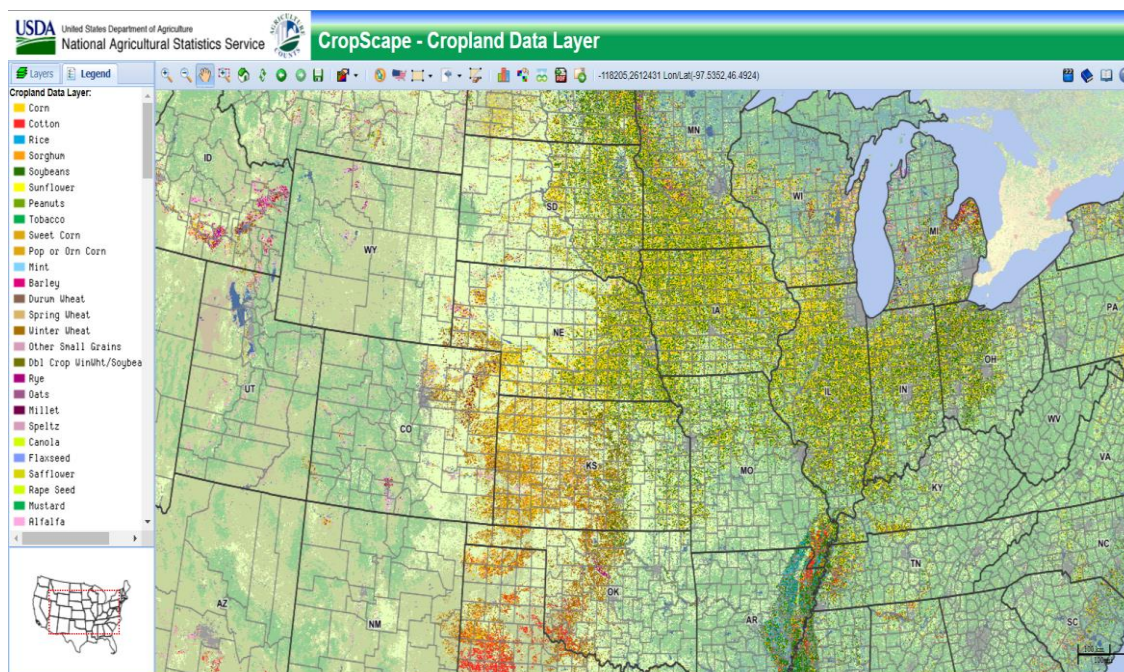 USDA United States Department of Agriculture
National Agricultural Statistics Service
AGRICULTURE COUNTS
CropScape - Cropland Data Layer
Layers Legend
-118205,2612431 Lon/Lat(-97.5352,46.4924)
Cropland Data Layer:
Corn
Cotton
Rice
Sorghum
Soybeans
Sunflower
Peanuts
Tobacco
Sweet Corn
Pop or Orn Corn
Mint
Barley
Durum Wheat
Spring Wheat
Winter Wheat
Other Small Grains
Dbl Crop WinWht/Soybea
Rye
Oats
Millet
Speltz
Canola
Flaxseed
Safflower
Rape Seed
Mustard
Alfalfa
MN
ID
WI
SD
MI
WY
IA
PA
NE
OH
UT
IL
IN
CO
WV
KS
MO
VA
KY
NC
TN
OK
AZ
NM
AR
SC